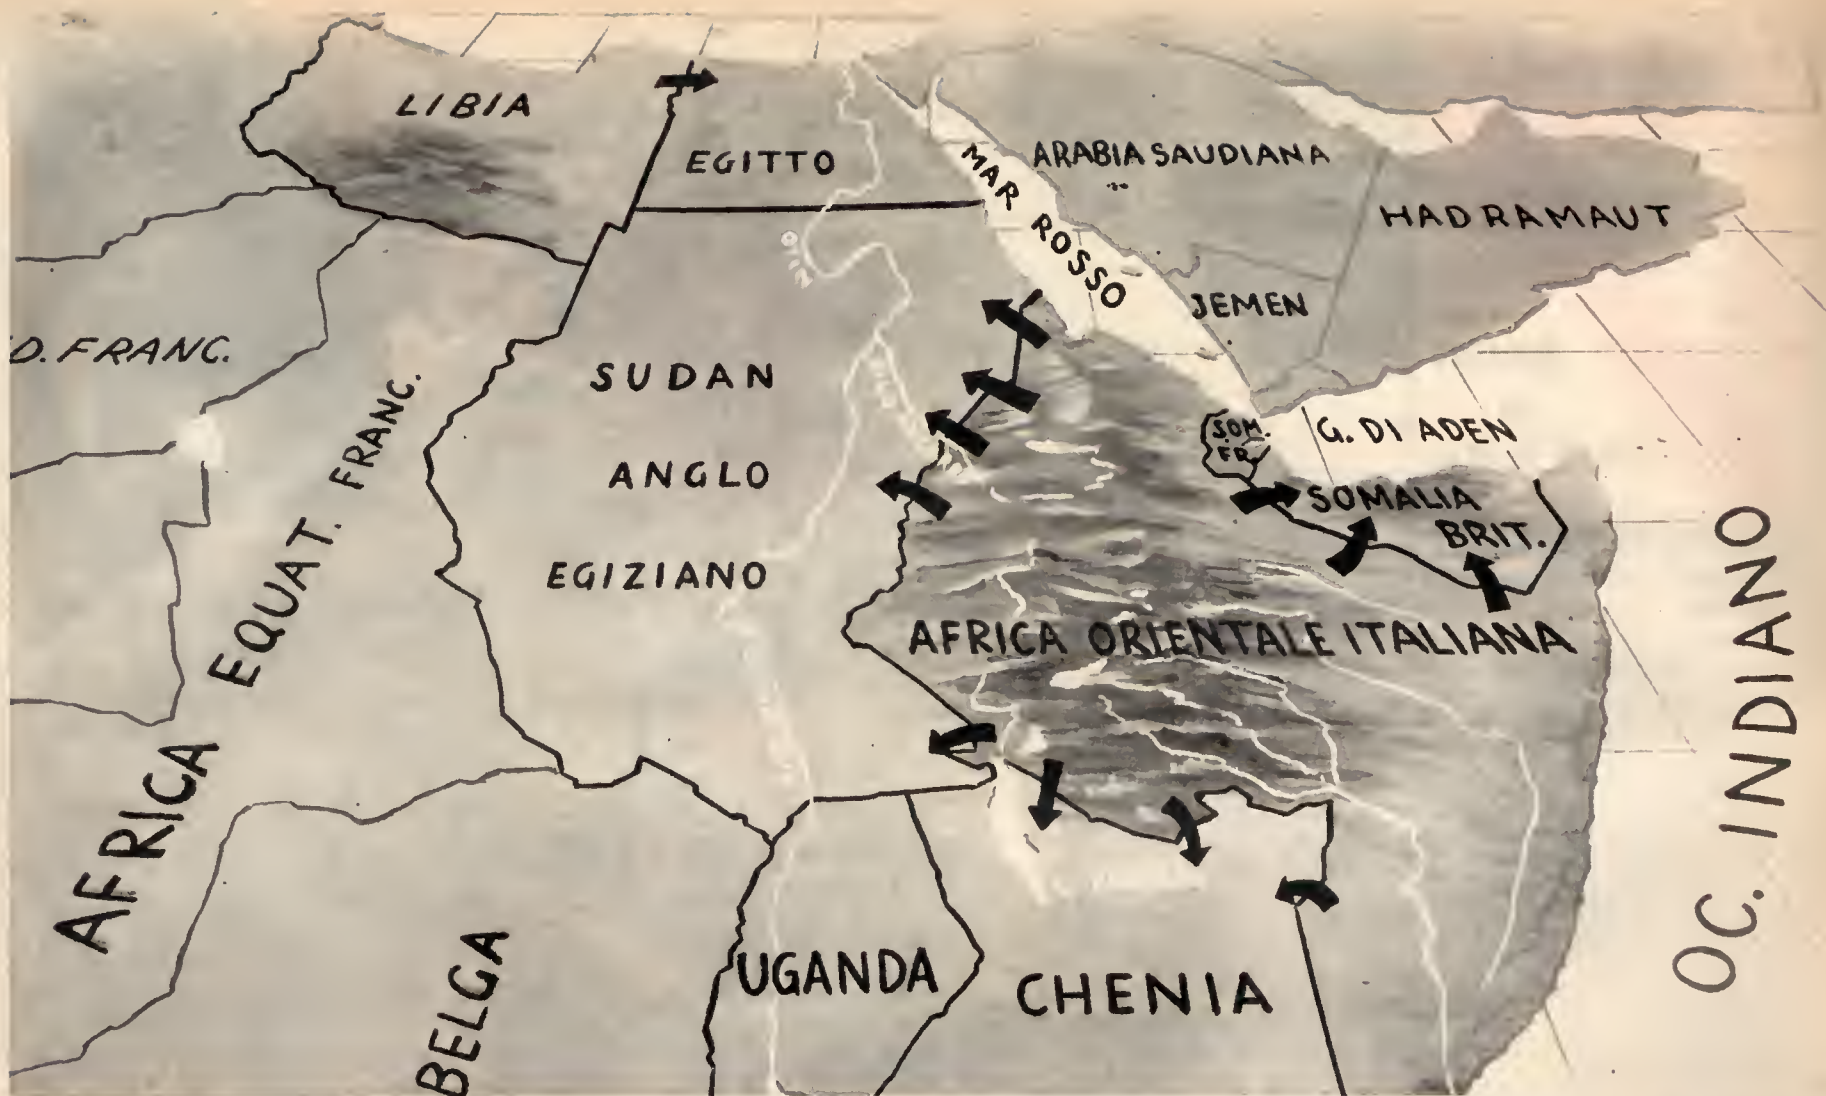 LIBIA
EGITTO
MAR ROSSO
ARABIA SAUDIANA
HADRAMAUT
JEMEN
D. FRANC.
SUDAN
ANGLO
EGIZIANO
NILO
SOM.
FR.
G. DI ADEN
SOMALIA
BRIT.
AFRICA ORIENTALE ITALIANA
AFRICA EQUAT. FRANC.
OC. INDIANO
BELGA
UGANDA
CHENIA